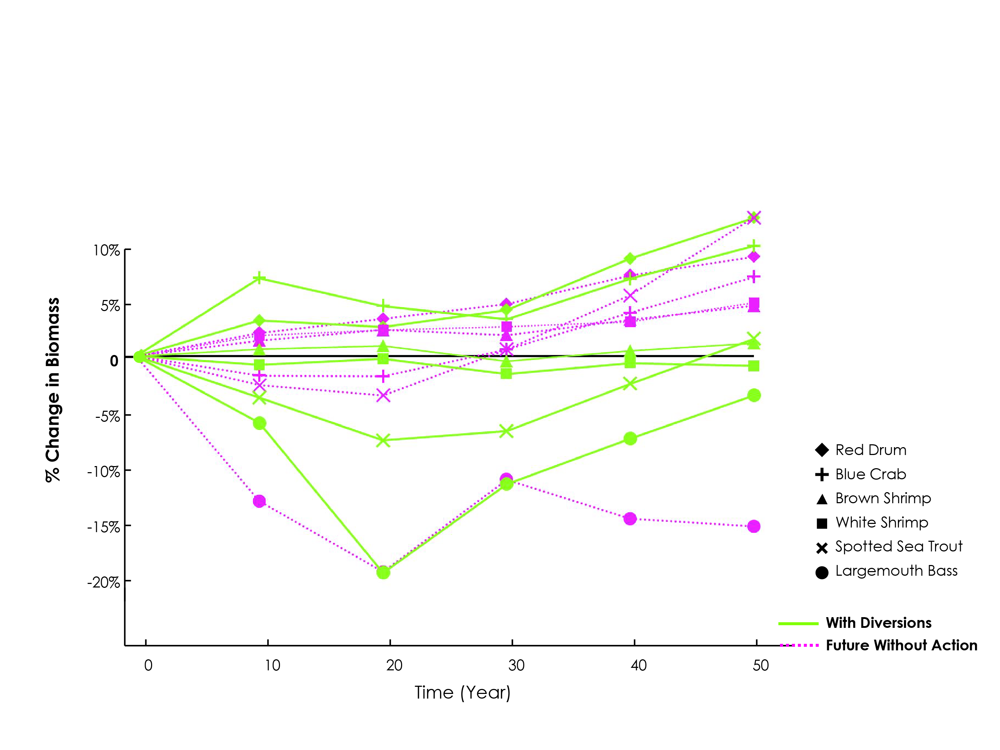 10%
5%
0
-5%
-10%
-15%
-20%
% Change in Biomass
0 10 20 30 40 50
Time (Year)
Red Drum
Blue Crab
Brown Shrimp
White Shrimp
Spotted Sea Trout
Largemouth Bass
With Diversions
Future Without Action